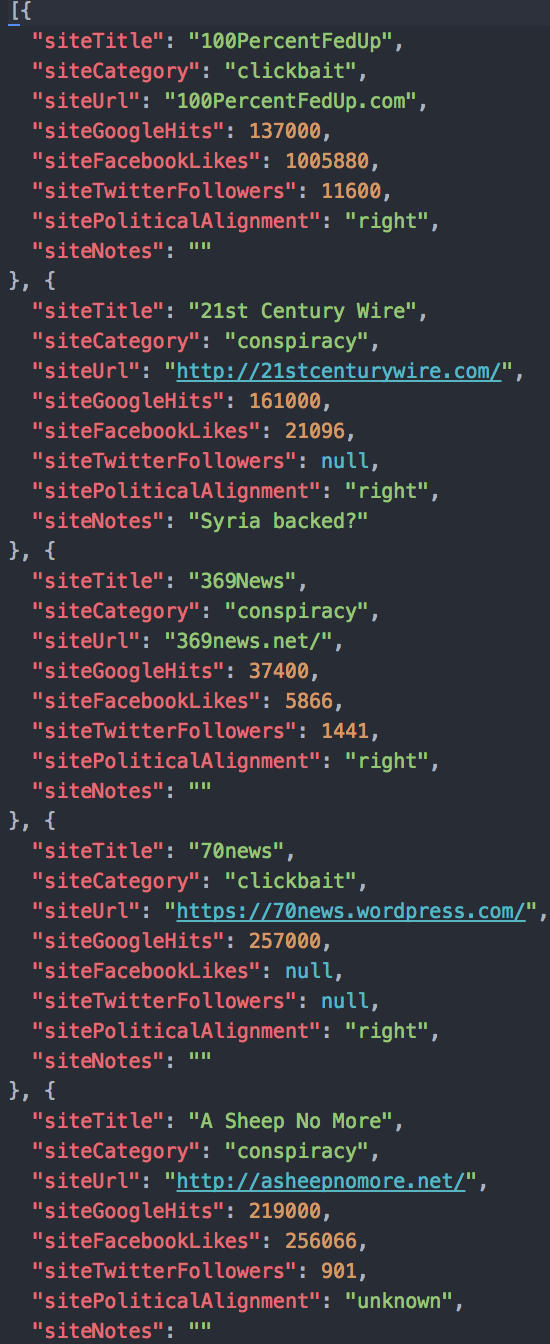 [{
"siteTitle": "100PercentFedUp",
"siteCategory": "clickbait",
"siteUrl": "100PercentFedUp.com",
"siteGoogleHits": 137000,
"siteFacebookLikes": 1005880,
"siteTwitterFollowers": 11600,
"sitePoliticalAlignment": "right",
"siteNotes": ""
}, {
"siteTitle": "21st Century Wire",
"siteCategory": "conspiracy",
"siteUrl": "http://21stcenturywire.com/",
"siteGoogleHits": 161000,
"siteFacebookLikes": 21096,
"siteTwitterFollowers": null,
"sitePoliticalAlignment": "right",
"siteNotes": "Syria backed?"
}, {
"siteTitle": "369News",
"siteCategory": "conspiracy",
"siteUrl": "369news.net/",
"siteGoogleHits": 37400,
"siteFacebookLikes": 5866,
"siteTwitterFollowers": 1441,
"sitePoliticalAlignment": "right",
"siteNotes": ""
}, {
"siteTitle": "70news",
"siteCategory": "clickbait",
"siteUrl": "https://70news.wordpress.com/",
"siteGoogleHits": 257000,
"siteFacebookLikes": null,
"siteTwitterFollowers": null,
"sitePoliticalAlignment": "right",
"siteNotes": ""
}, {
"siteTitle": "A Sheep No More",
"siteCategory": "conspiracy",
"siteUrl": "http://asheepnomore.net/",
"siteGoogleHits": 219000,
"siteFacebookLikes": 256066,
"siteTwitterFollowers": 901,
"sitePoliticalAlignment": "unknown",
"siteNotes": ""